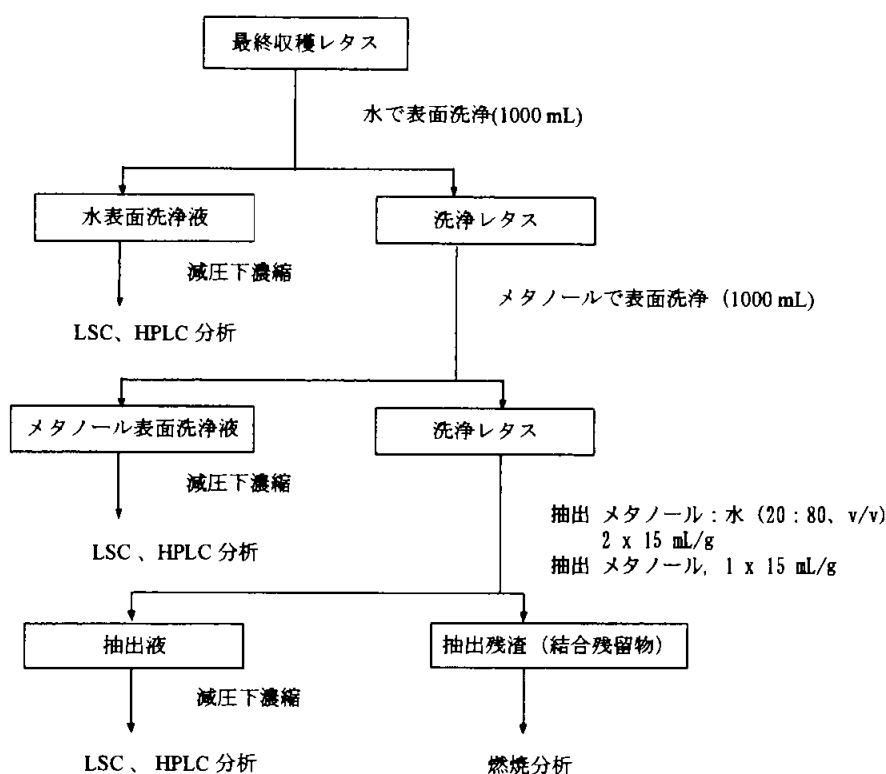 最終収穫レタス
水で表面洗浄(1000 mL)
水表面洗浄液
洗浄レタス
減圧下濃縮
メタノールで表面洗浄 (1000 mL)
LSC、HPLC 分析
メタノール表面洗浄液
洗浄レタス
減圧下濃縮
抽出 メタノール：水 (20：80、v/v)
2 x 15 mL/g
LSC 、HPLC 分析
抽出 メタノール, 1 x 15 mL/g
抽出液
抽出残渣 (結合残留物)
減圧下濃縮
LSC 、 HPLC 分析
燃焼分析